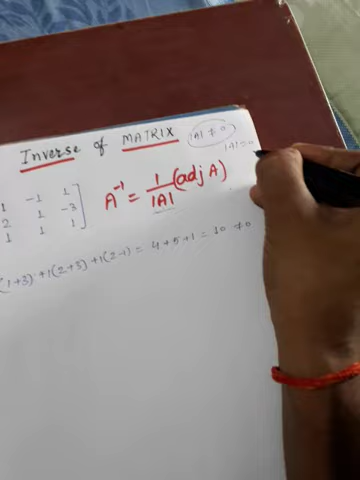 Inverse of MATRIX |A| ≠ 0
|A| = 0
1 -1 1
2 1 -3
1 1 1
A⁻¹ = 1/|A| (adj A)
(1+3) +1(2+3) +1(2-1) = 4+5+1 = 10 ≠ 0